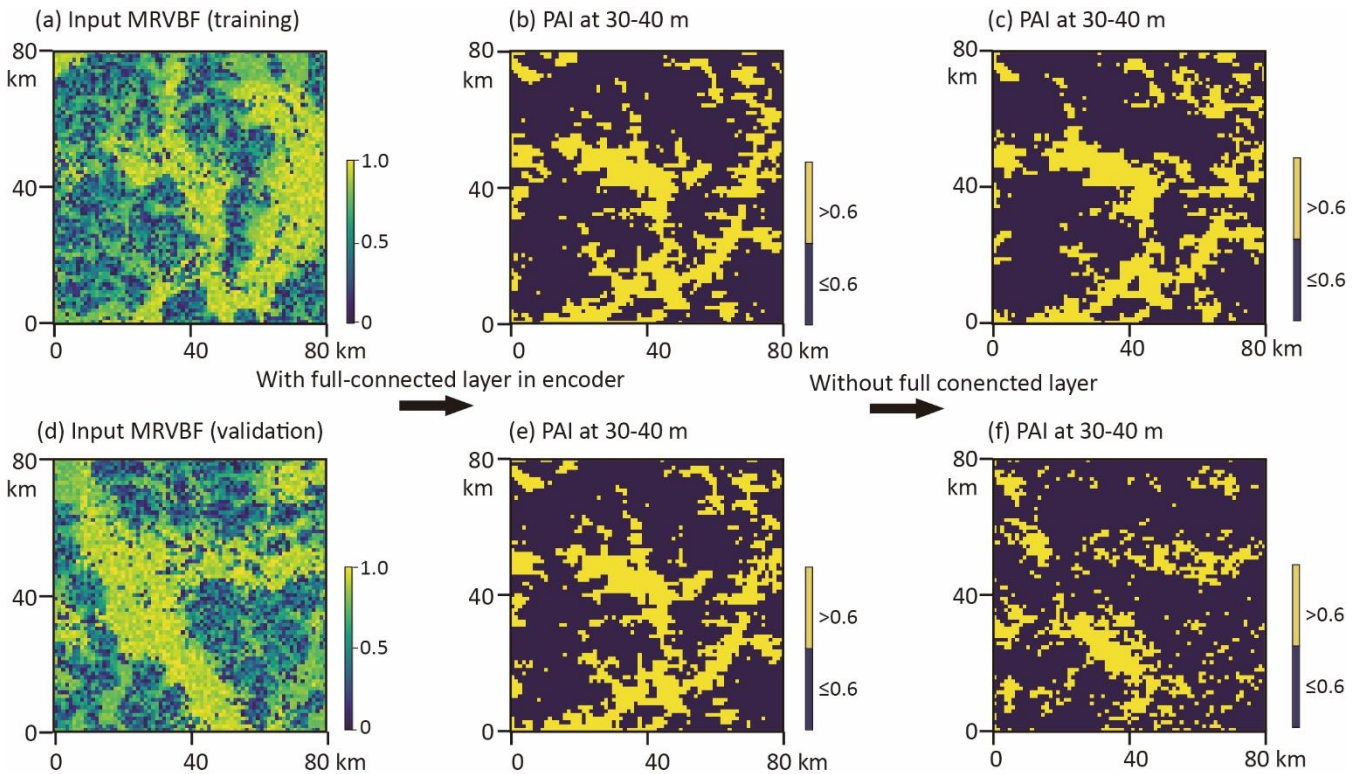 (a) Input MRVBF (training)
(b) PAI at 30-40 m
(c) PAI at 30-40 m
80
km
40
0
0
40
80 km
1.0
0.5
0
80
km
40
0
0
40
80 km
>0.6
≤0.6
80
km
40
0
0
40
80 km
>0.6
≤0.6
With full-connected layer in encoder
Without full conencted layer
(d) Input MRVBF (validation)
(e) PAI at 30-40 m
(f) PAI at 30-40 m
80
km
40
0
0
40
80 km
1.0
0.5
0
80
km
40
0
0
40
80 km
>0.6
≤0.6
80
km
40
0
0
40
80 km
>0.6
≤0.6